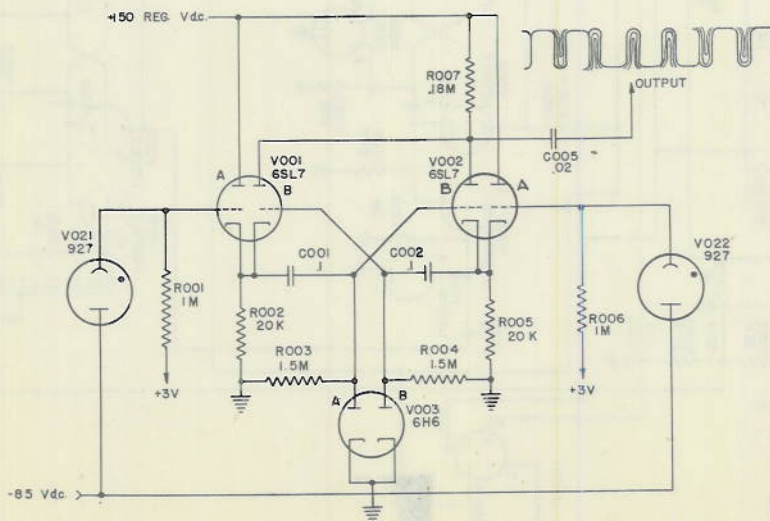 +150 REG. Vdc.
R007
.18M
OUTPUT
C005
.02
V001
6SL7
V002
6SL7
A
B
B
A
V021
927
V022
927
R001
1M
C001
.1
C002
.1
R002
20 K
R005
20 K
R006
1M
R003
1.5M
R004
1.5M
+3V
+3V
A
B
V003
6H6
-85 Vdc.